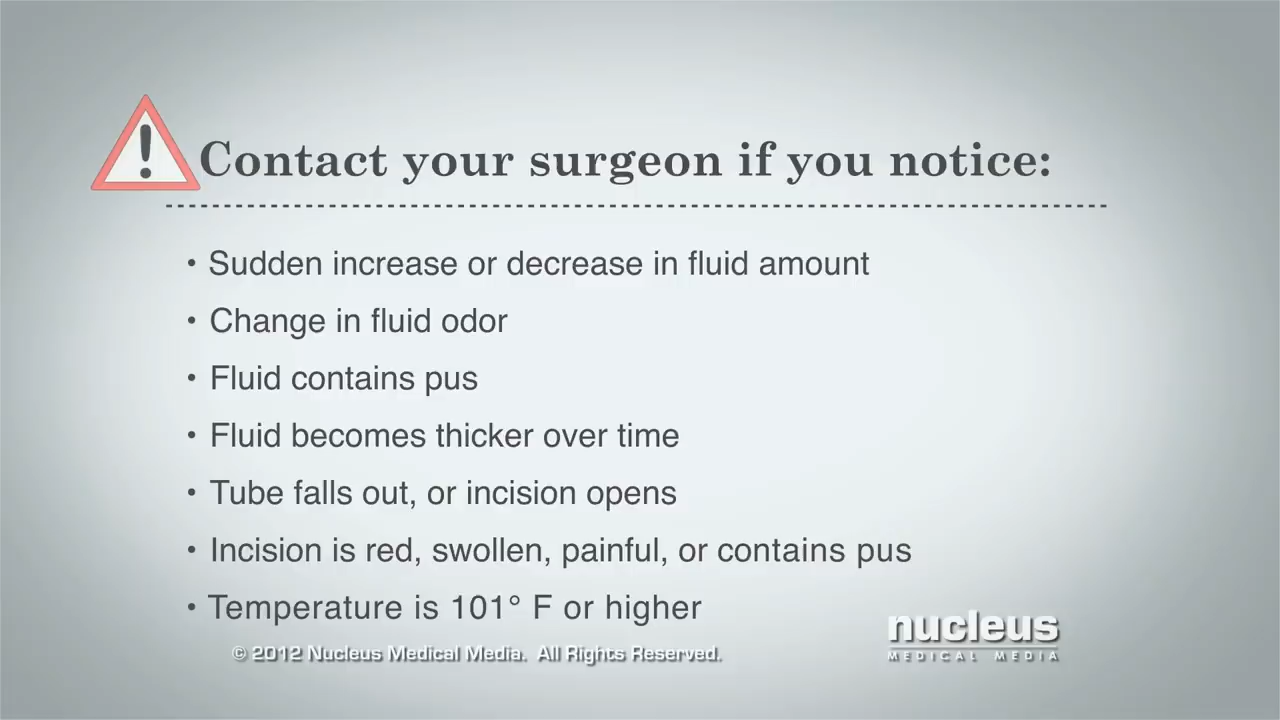 Contact your surgeon if you notice:
• Sudden increase or decrease in fluid amount
• Change in fluid odor
• Fluid contains pus
• Fluid becomes thicker over time
• Tube falls out, or incision opens
• Incision is red, swollen, painful, or contains pus
• Temperature is 101° F or higher
© 2012 Nucleus Medical Media. All Rights Reserved.
nucleus
MEDICAL MEDIA